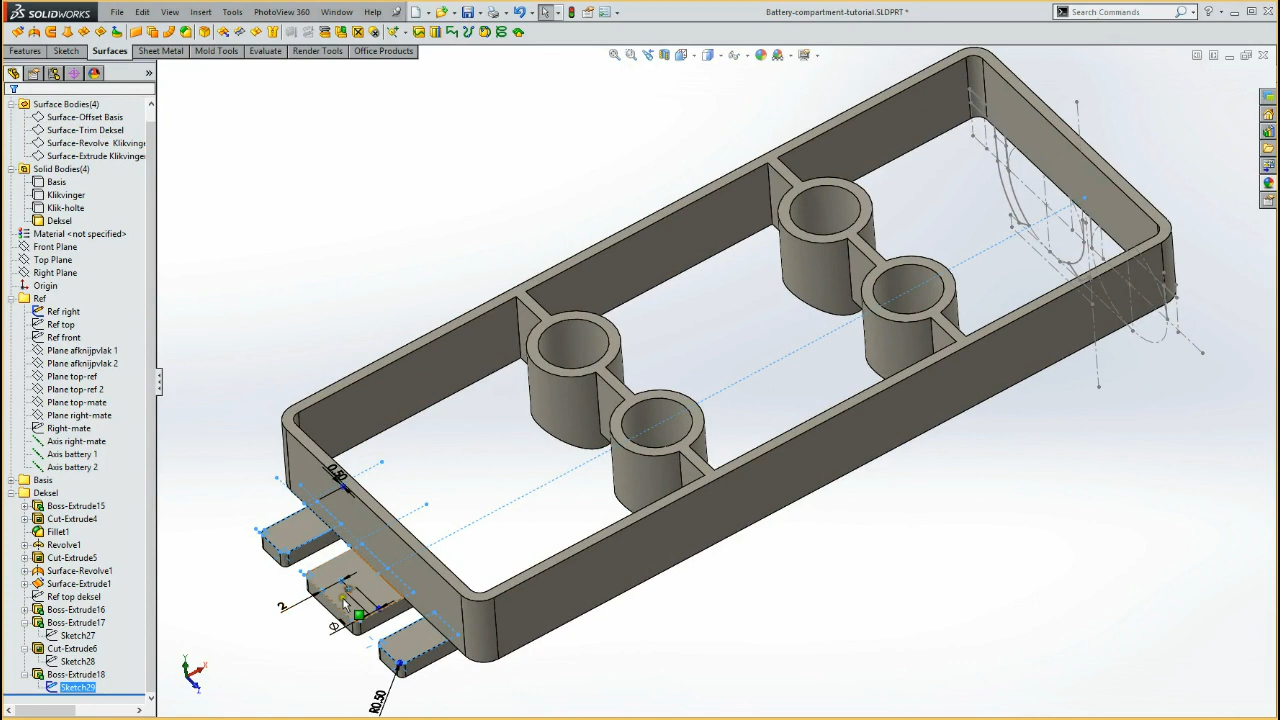 SOLIDWORKS File Edit View Insert Tools PhotoView 360 Window Help Battery-compartment-tutorial.SLDPRT * Search Commands
Features Sketch Surfaces Sheet Metal Mold Tools Evaluate Render Tools Office Products
Surface Bodies(4)
Surface-Offset Basis
Surface-Trim Deksel
Surface-Revolve Klikvinger
Surface-Extrude Klikvinger
Solid Bodies(4)
Basis
Klikvinger
Klik-holte
Deksel
Material <not specified>
Front Plane
Top Plane
Right Plane
Origin
Ref
Ref right
Ref top
Ref front
Plane afknijpvlak 1
Plane afknijpvlak 2
Plane top-ref
Plane top-ref 2
Plane top-mate
Plane right-mate
Right-mate
Axis right-mate
Axis battery 1
Axis battery 2
Basis
Deksel
Boss-Extrude15
Cut-Extrude4
Fillet1
Revolve1
Cut-Extrude5
Surface-Revolve1
Surface-Extrude1
Ref top deksel
Boss-Extrude16
Boss-Extrude17
Sketch27
Cut-Extrude6
Sketch28
Boss-Extrude18
Sketch29
0.50
2
R0.50
Y
X
Z